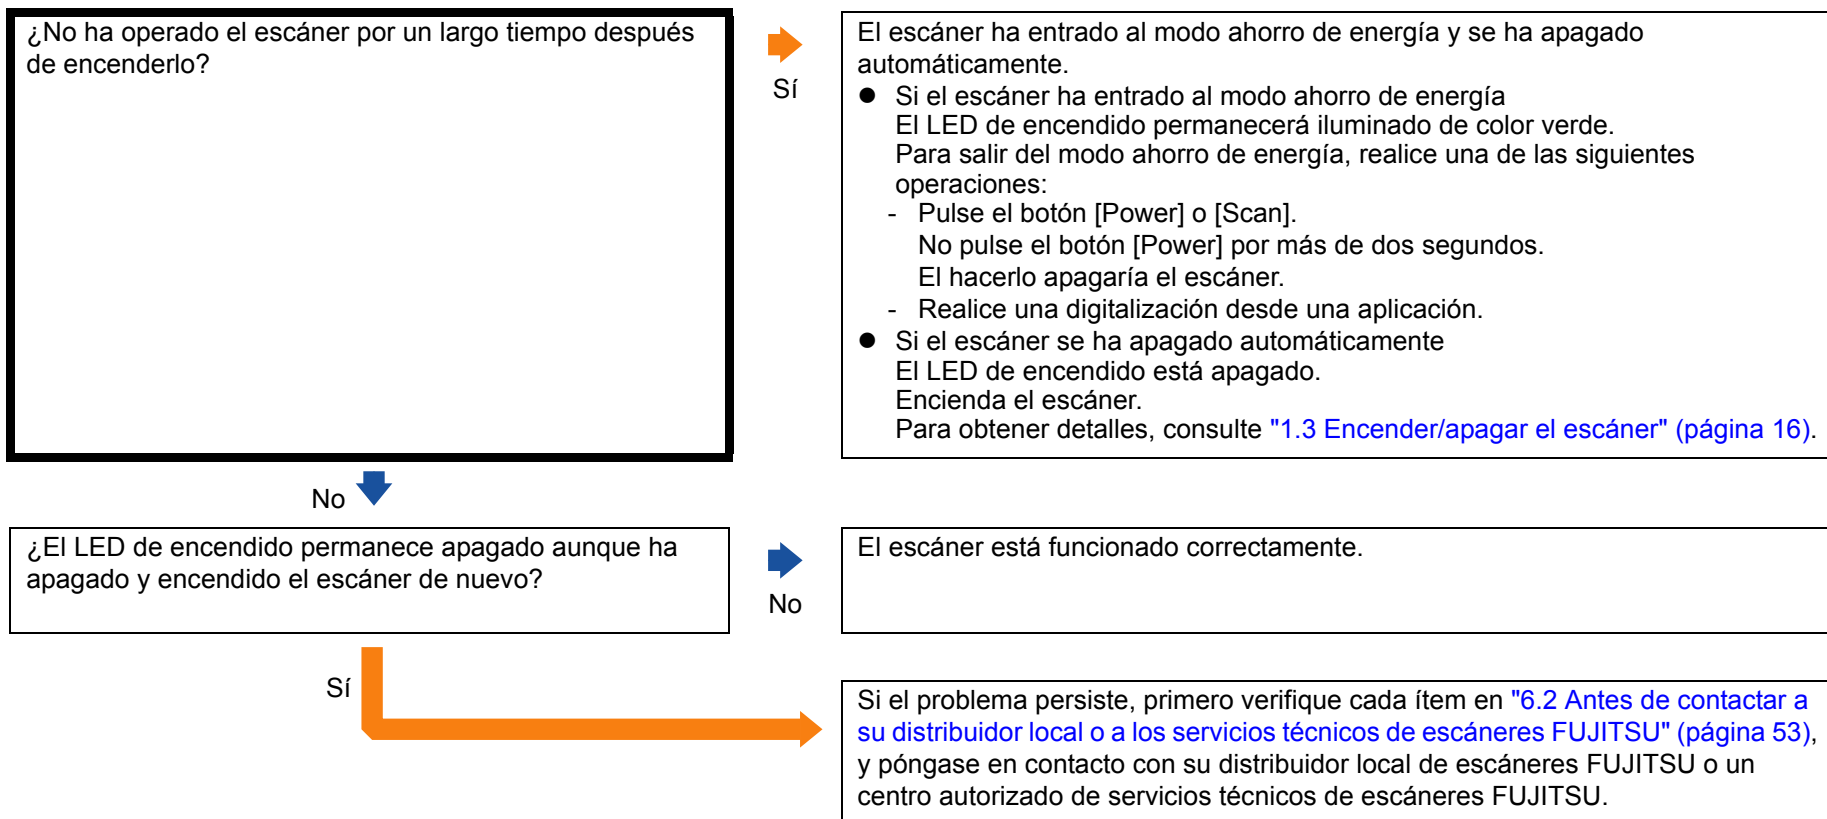 ¿No ha operado el escáner por un largo tiempo después
de encenderlo?
Sí
El escáner ha entrado al modo ahorro de energía y se ha apagado
automáticamente.
● Si el escáner ha entrado al modo ahorro de energía
El LED de encendido permanecerá iluminado de color verde.
Para salir del modo ahorro de energía, realice una de las siguientes
operaciones:
- Pulse el botón [Power] o [Scan].
No pulse el botón [Power] por más de dos segundos.
El hacerlo apagaría el escáner.
- Realice una digitalización desde una aplicación.
● Si el escáner se ha apagado automáticamente
El LED de encendido está apagado.
Encienda el escáner.
Para obtener detalles, consulte "1.3 Encender/apagar el escáner" (página 16).
No
¿El LED de encendido permanece apagado aunque ha
apagado y encendido el escáner de nuevo?
No
El escáner está funcionado correctamente.
Sí
Si el problema persiste, primero verifique cada ítem en "6.2 Antes de contactar a
su distribuidor local o a los servicios técnicos de escáneres FUJITSU" (página 53),
y póngase en contacto con su distribuidor local de escáneres FUJITSU o un
centro autorizado de servicios técnicos de escáneres FUJITSU.